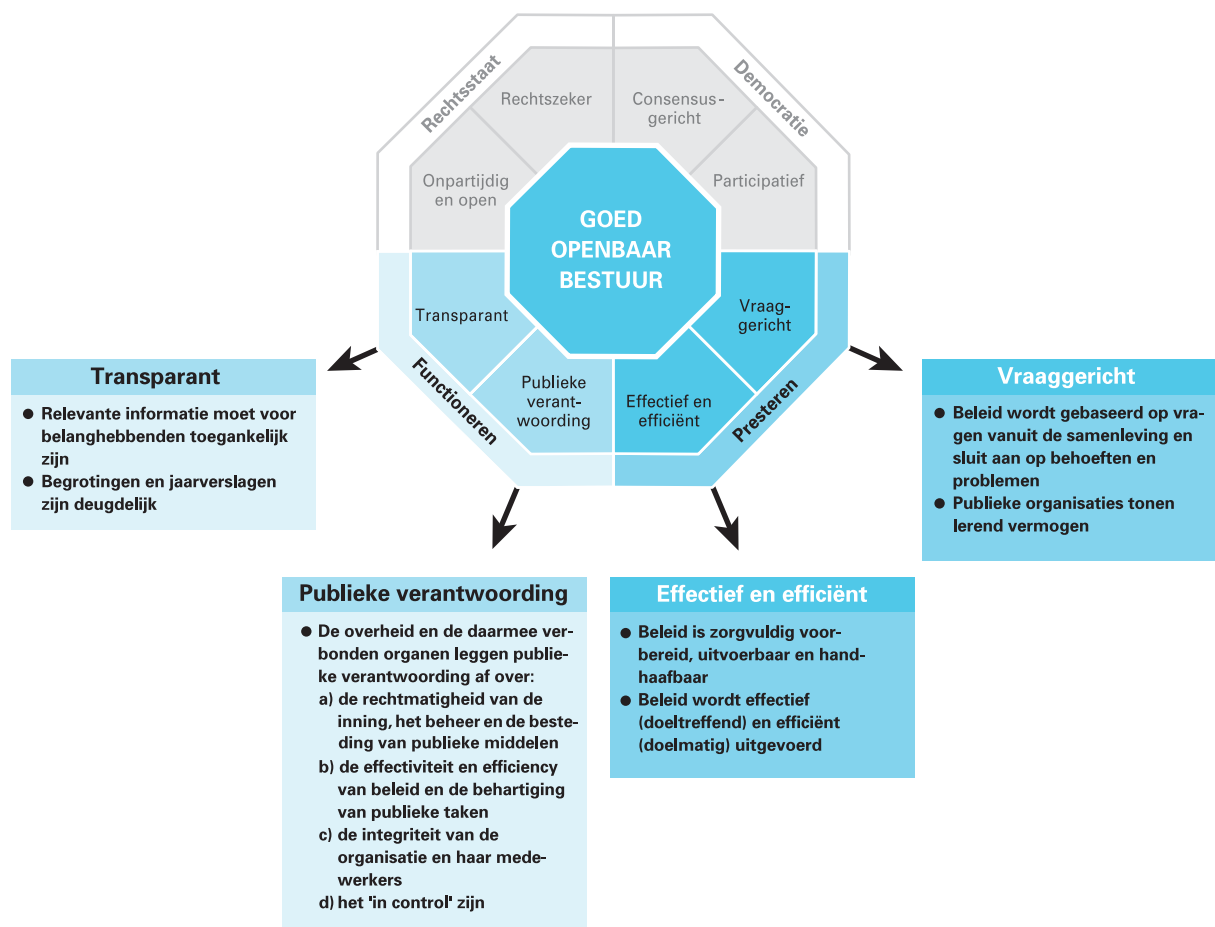 Rechtsstaat
Democratie
Rechtszeker
Consensus-
gericht
Onpartijdig
en open
Participatief
GOED
OPENBAAR
BESTUUR
Transparant
Vraag-
gericht
Publieke
verant-
woording
Effectief en
efficiënt
Functioneren
Presteren
Transparant
● Relevante informatie moet voor
belanghebbenden toegankelijk
zijn
● Begrotingen en jaarverslagen
zijn deugdelijk
Vraaggericht
● Beleid wordt gebaseerd op vra-
gen vanuit de samenleving en
sluit aan op behoeften en
problemen
● Publieke organisaties tonen
lerend vermogen
Publieke verantwoording
● De overheid en de daarmee ver-
bonden organen leggen publie-
ke verantwoording af over:
a) de rechtmatigheid van de
inning, het beheer en de beste-
ding van publieke middelen
b) de effectiviteit en efficiency
van beleid en de behartiging
van publieke taken
c) de integriteit van de
organisatie en haar mede-
werkers
d) het 'in control' zijn
Effectief en efficiënt
● Beleid is zorgvuldig voor-
bereid, uitvoerbaar en hand-
haafbaar
● Beleid wordt effectief
(doeltreffend) en efficiënt
(doelmatig) uitgevoerd